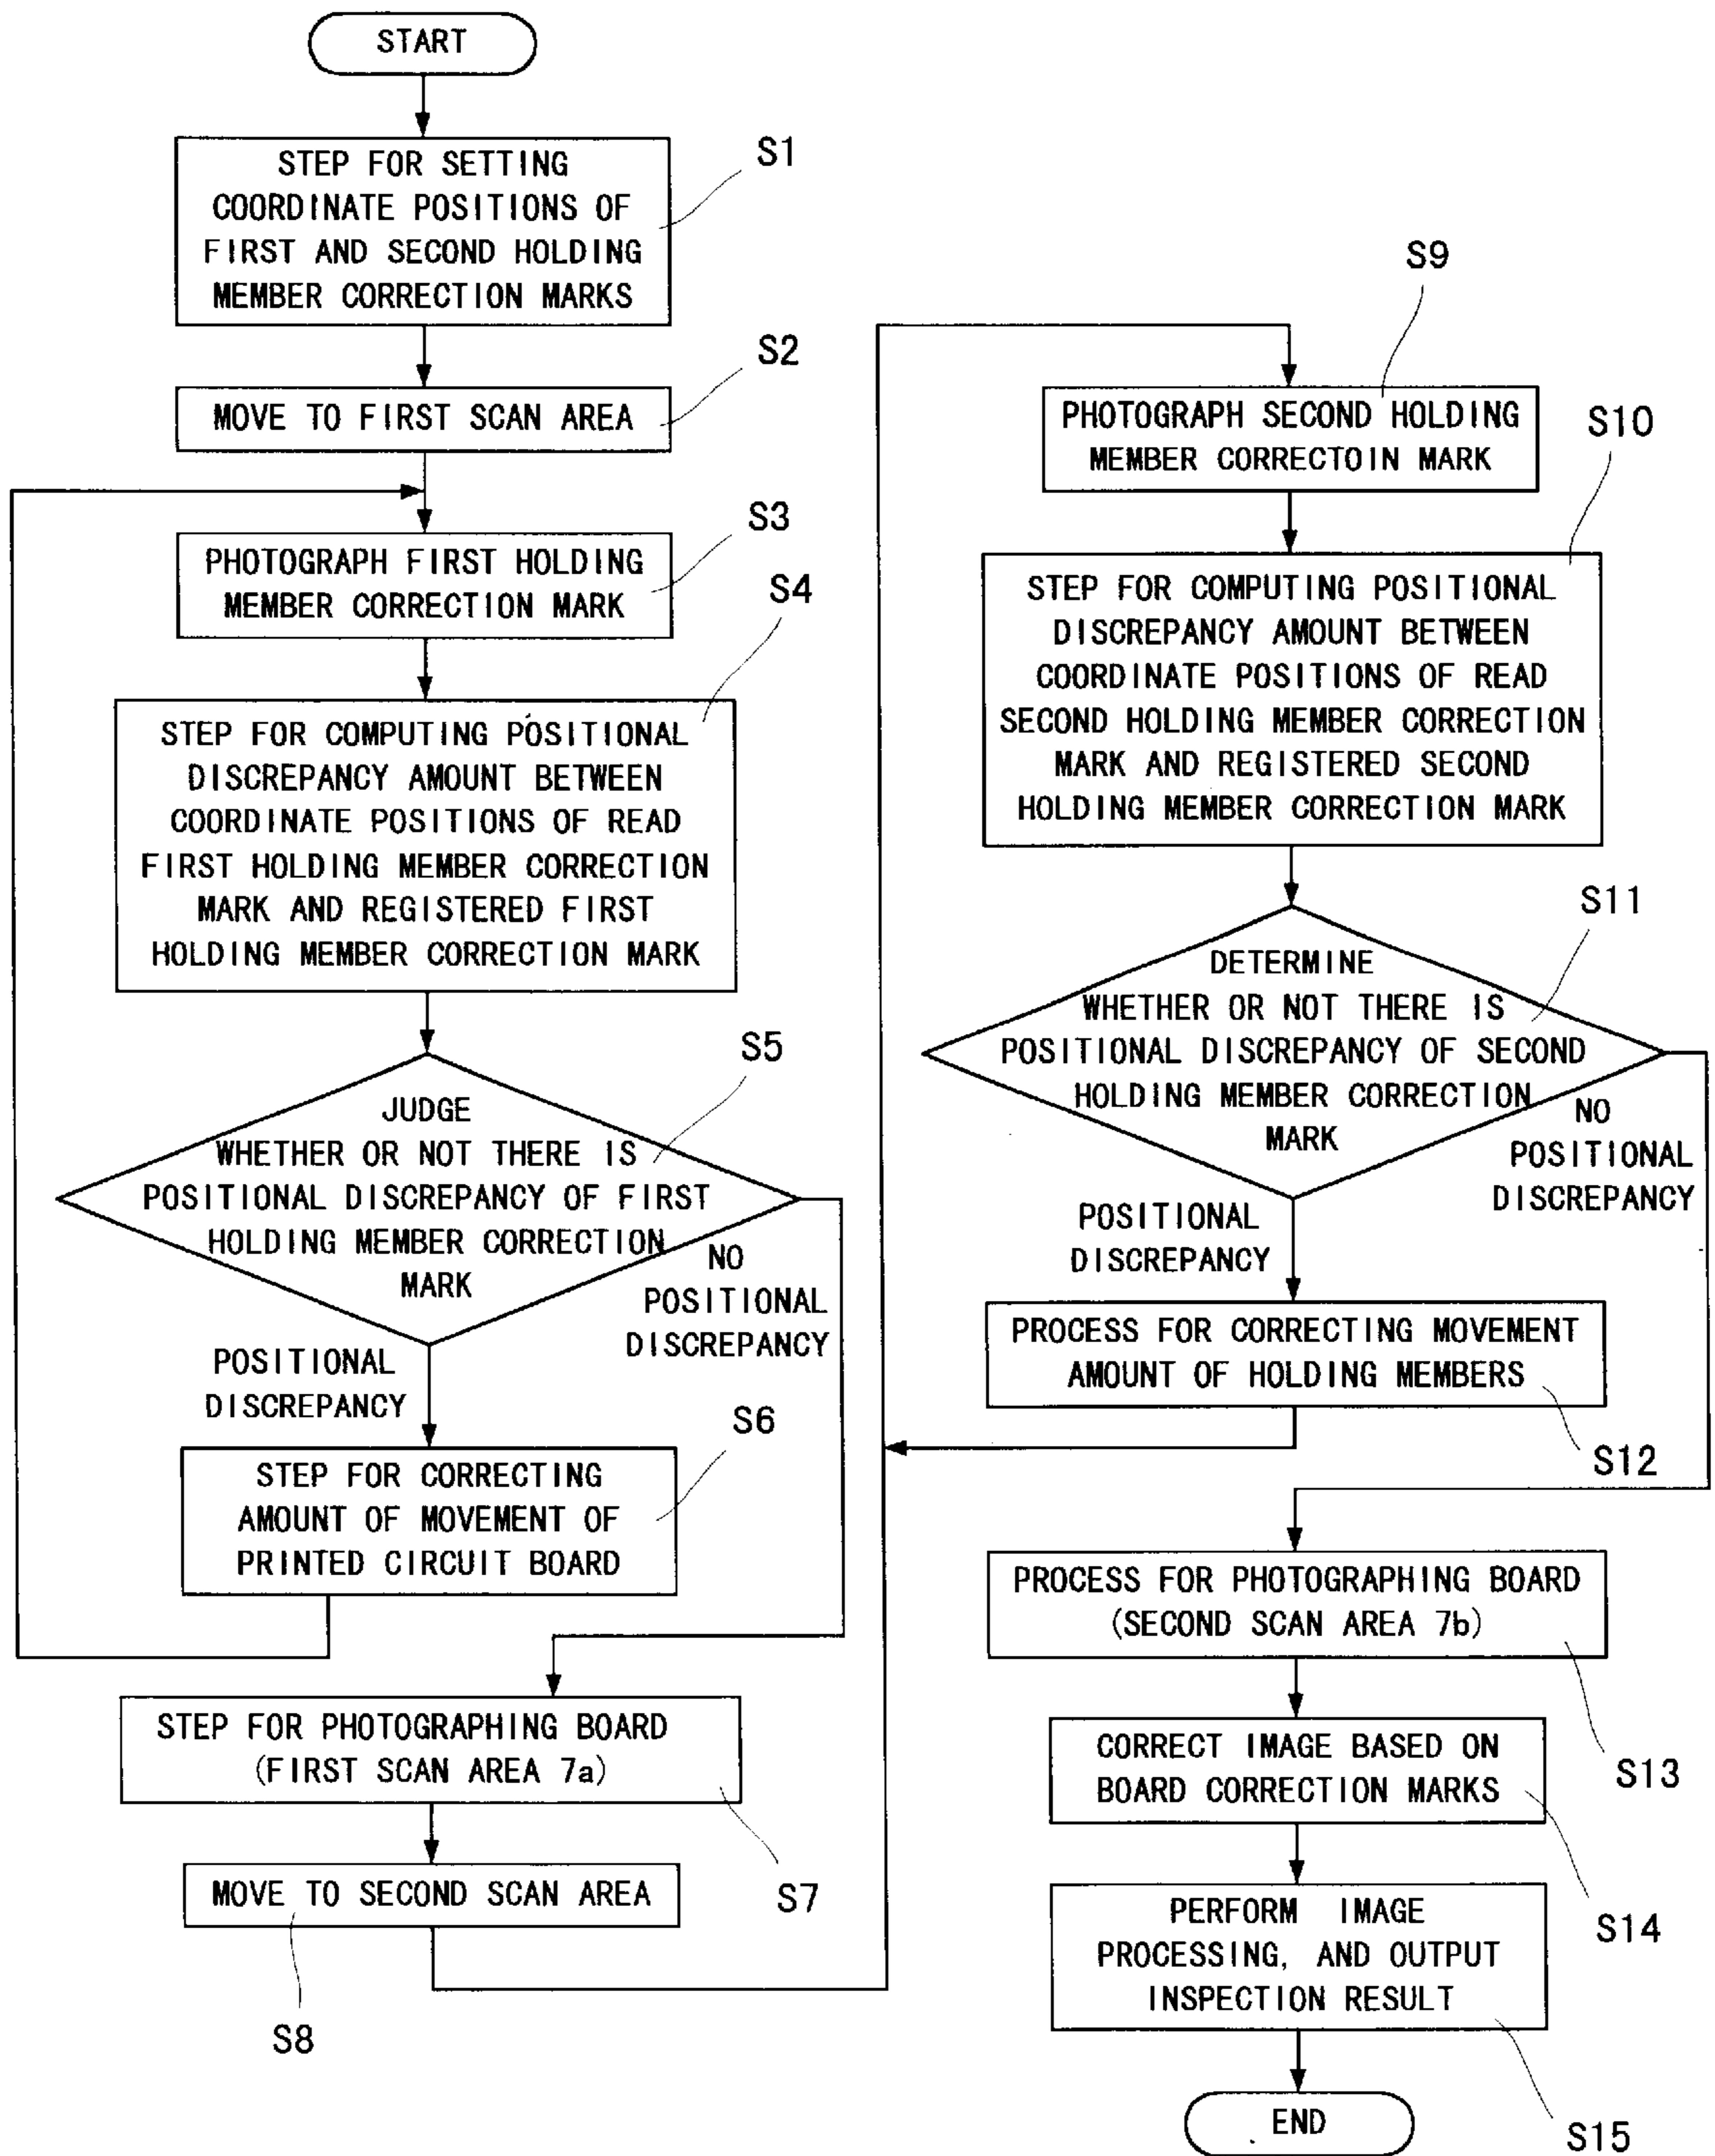 START
STEP FOR SETTING
COORDINATE POSITIONS OF
FIRST AND SECOND HOLDING
MEMBER CORRECTION MARKS
S1
MOVE TO FIRST SCAN AREA
S2
PHOTOGRAPH FIRST HOLDING
MEMBER CORRECTION MARK
S3
STEP FOR COMPUTING POSITIONAL
DISCREPANCY AMOUNT BETWEEN
COORDINATE POSITIONS OF READ
FIRST HOLDING MEMBER CORRECTION
MARK AND REGISTERED FIRST
HOLDING MEMBER CORRECTION MARK
S4
JUDGE
WHETHER OR NOT THERE IS
POSITIONAL DISCREPANCY OF FIRST
HOLDING MEMBER CORRECTION
MARK
S5
NO
POSITIONAL
DISCREPANCY
POSITIONAL
DISCREPANCY
STEP FOR CORRECTING
AMOUNT OF MOVEMENT OF
PRINTED CIRCUIT BOARD
S6
STEP FOR PHOTOGRAPHING BOARD
(FIRST SCAN AREA 7a)
S7
MOVE TO SECOND SCAN AREA
S8
S9
PHOTOGRAPH SECOND HOLDING
MEMBER CORRECTOIN MARK
S10
STEP FOR COMPUTING POSITIONAL
DISCREPANCY AMOUNT BETWEEN
COORDINATE POSITIONS OF READ
SECOND HOLDING MEMBER CORRECTION
MARK AND REGISTERED SECOND
HOLDING MEMBER CORRECTION MARK
S11
DETERMINE
WHETHER OR NOT THERE IS
POSITIONAL DISCREPANCY OF SECOND
HOLDING MEMBER CORRECTION
MARK
NO
POSITIONAL
DISCREPANCY
POSITIONAL
DISCREPANCY
PROCESS FOR CORRECTING MOVEMENT
AMOUNT OF HOLDING MEMBERS
S12
PROCESS FOR PHOTOGRAPHING BOARD
(SECOND SCAN AREA 7b)
S13
CORRECT IMAGE BASED ON
BOARD CORRECTION MARKS
S14
PERFORM IMAGE
PROCESSING, AND OUTPUT
INSPECTION RESULT
S15
END